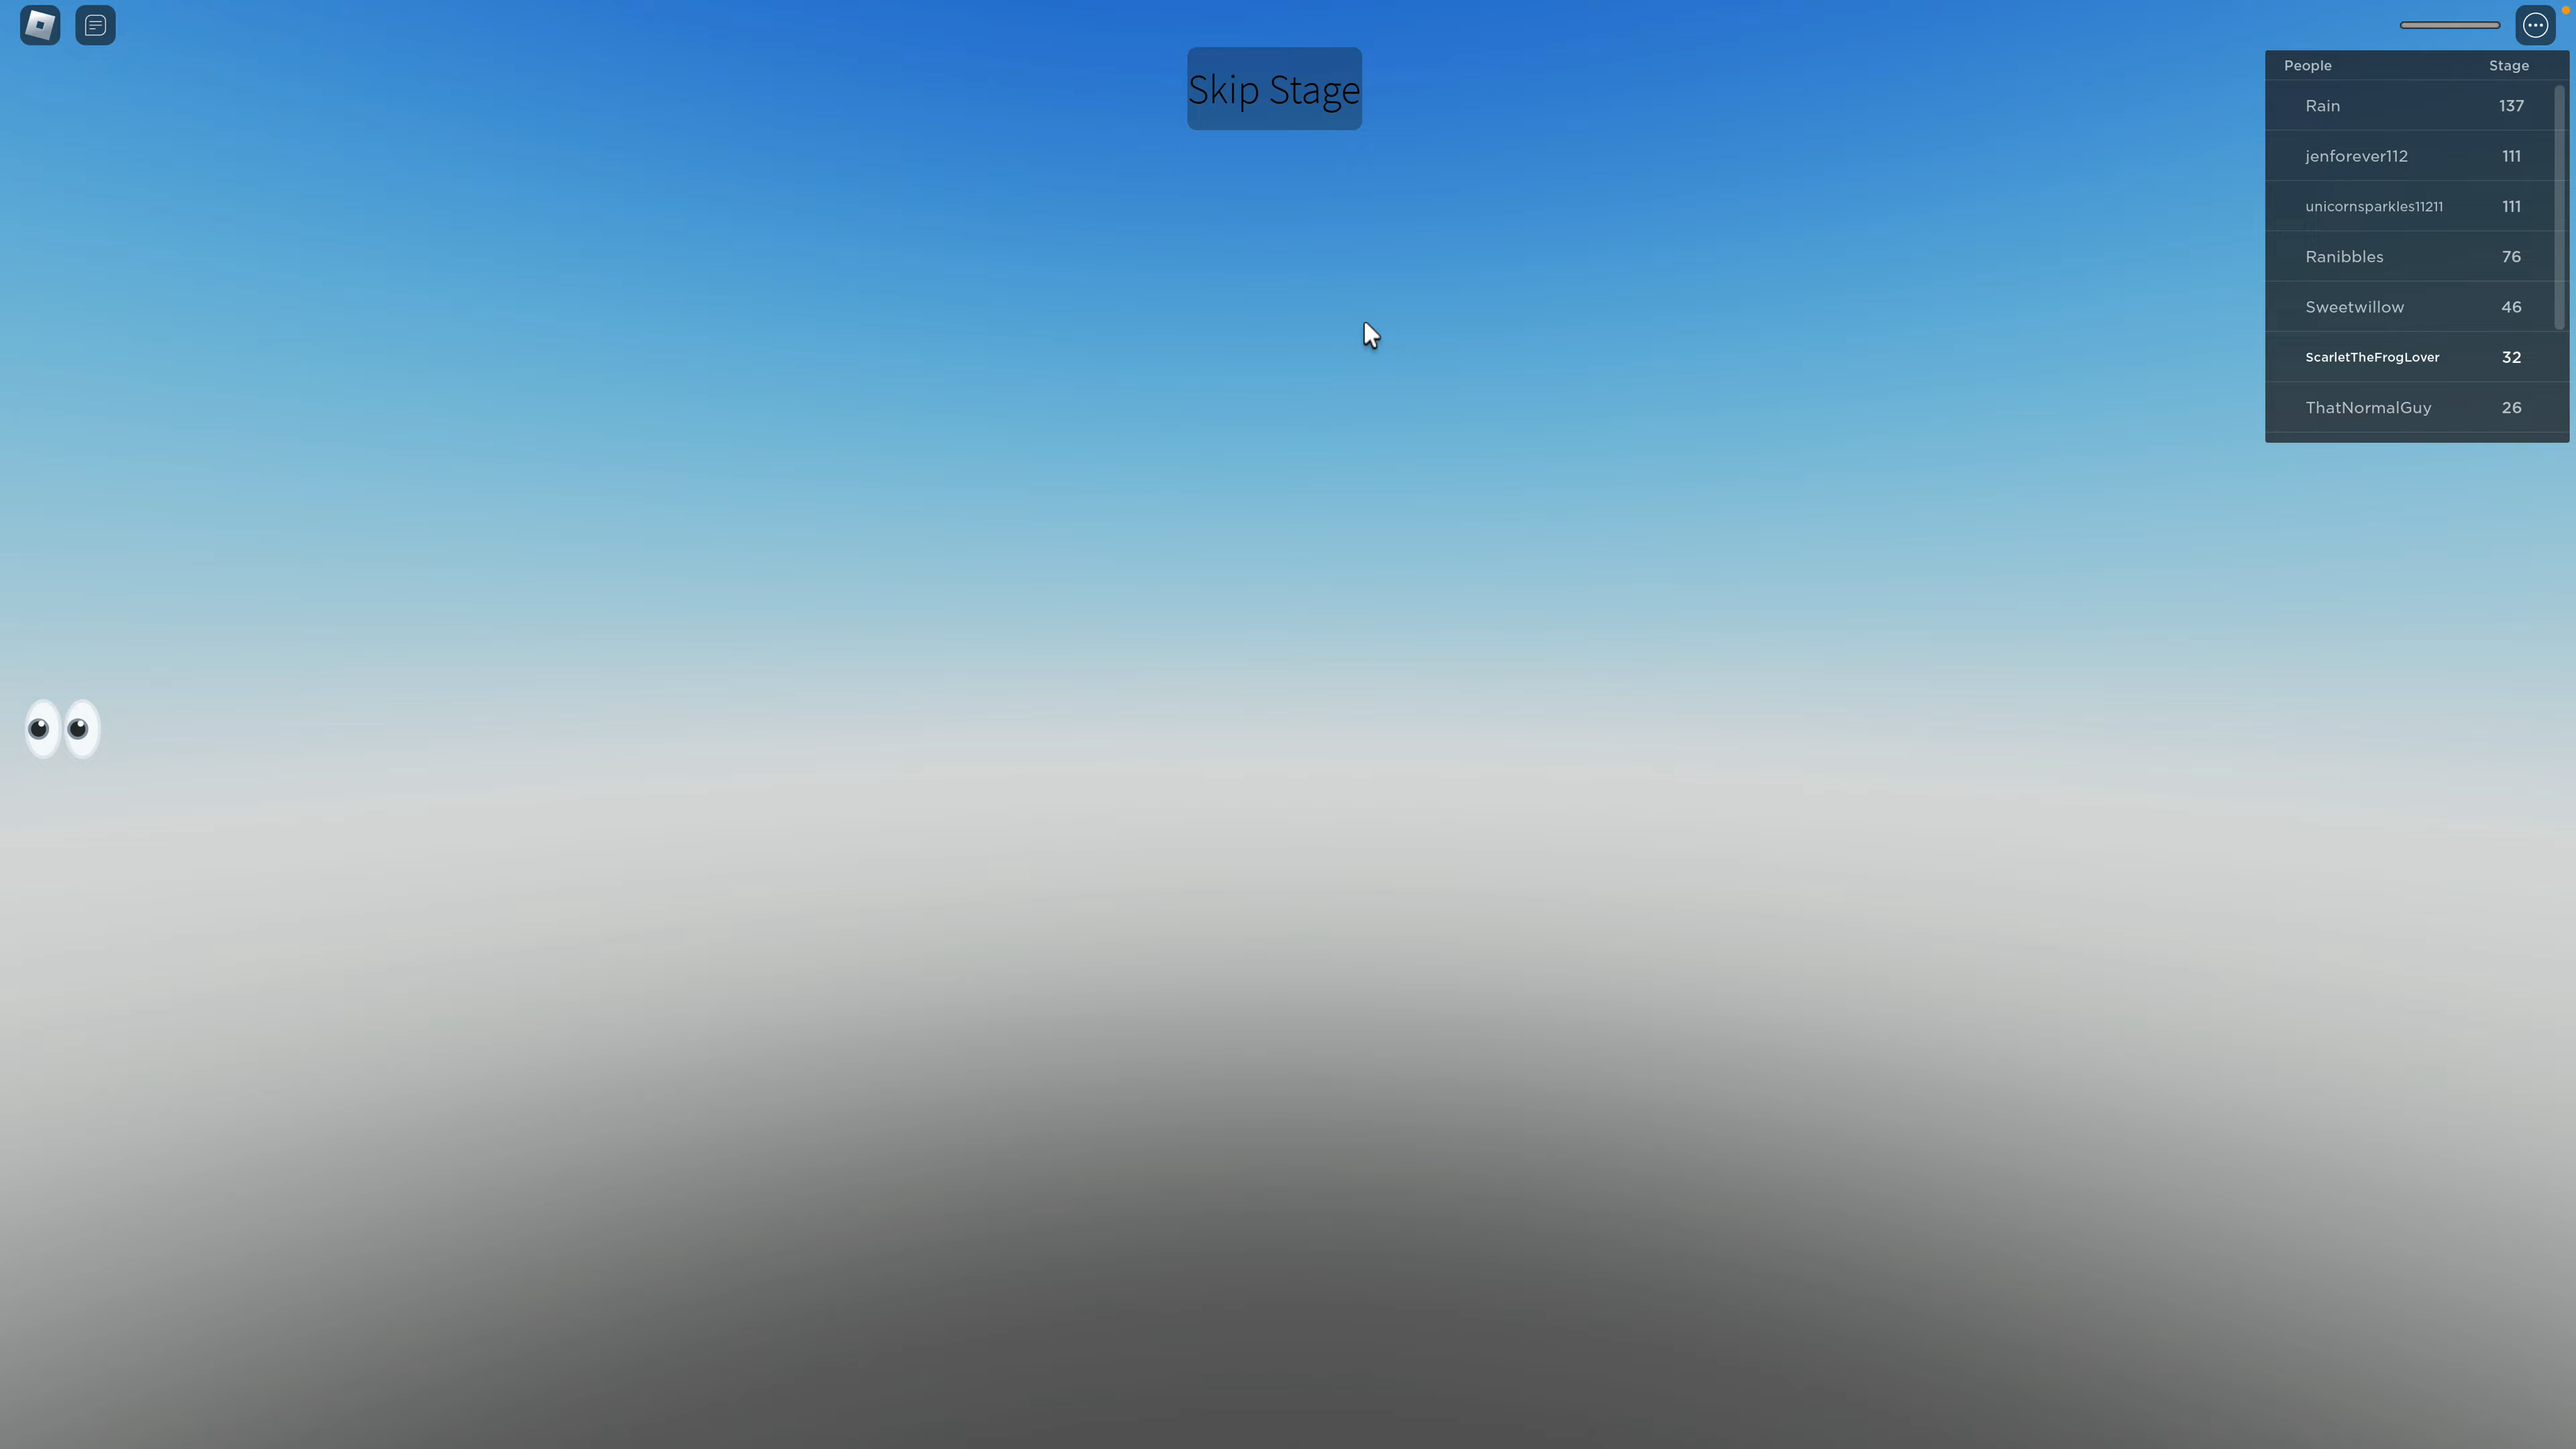 Skip Stage
People Stage
Rain 137
jenforever112 111
unicornsparkles11211 111
Ranibbles 76
Sweetwillow 46
ScarletTheFrogLover 32
ThatNormalGuy 26